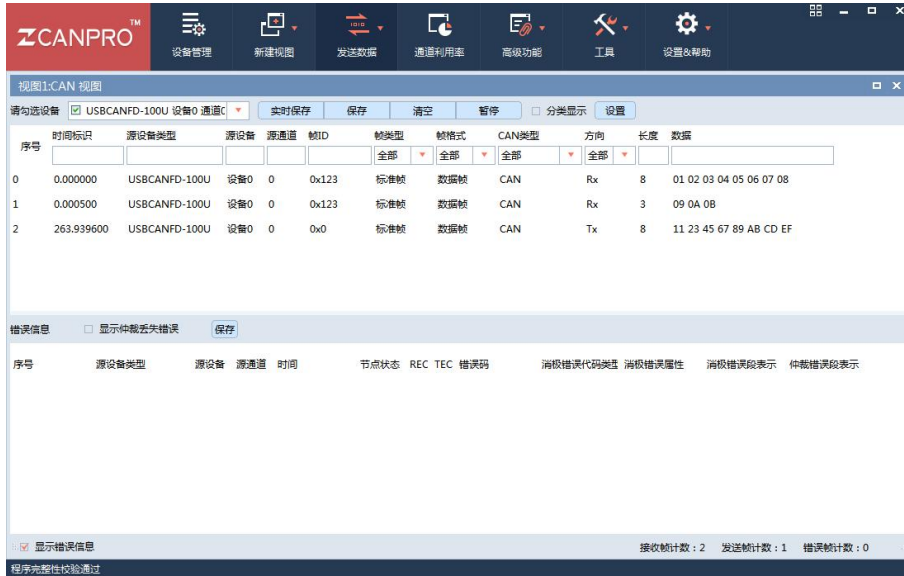 ZCANPRO™
设备管理 新建视图 发送数据 通道利用率 高级功能 工具 设置&帮助
视图1:CAN 视图
请勾选设备 USBCANFD-100U 设备0 通道0 实时保存 保存 清空 暂停 分类显示 设置
序号 时间标识 源设备类型 源设备 源通道 帧ID 帧类型 帧格式 CAN类型 方向 长度 数据
全部 全部 全部 全部
0 0.000000 USBCANFD-100U 设备0 0 0x123 标准帧 数据帧 CAN Rx 8 01 02 03 04 05 06 07 08
1 0.000500 USBCANFD-100U 设备0 0 0x123 标准帧 数据帧 CAN Rx 3 09 0A 0B
2 263.939600 USBCANFD-100U 设备0 0 0x0 标准帧 数据帧 CAN Tx 8 11 23 45 67 89 AB CD EF
错误信息 显示仲裁丢失错误 保存
序号 源设备类型 源设备 源通道 时间 节点状态 REC TEC 错误码 消极错误代码类型 消极错误属性 消极错误段表示 仲裁错误段表示
显示错误信息 接收帧计数：2 发送帧计数：1 错误帧计数：0
程序完整性校验通过